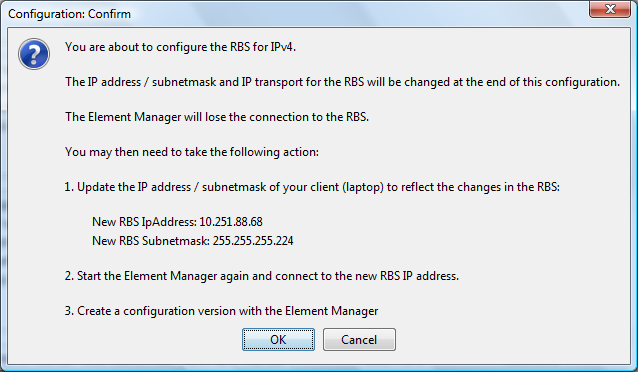 Configuration: Confirm
You are about to configure the RBS for IPv4.
The IP address / subnetmask and IP transport for the RBS will be changed at the end of this configuration.
The Element Manager will lose the connection to the RBS.
You may then need to take the following action:
1. Update the IP address / subnetmask of your client (laptop) to reflect the changes in the RBS:
New RBS IpAddress: 10.251.88.68
New RBS Subnetmask: 255.255.255.224
2. Start the Element Manager again and connect to the new RBS IP address.
3. Create a configuration version with the Element Manager
OK Cancel